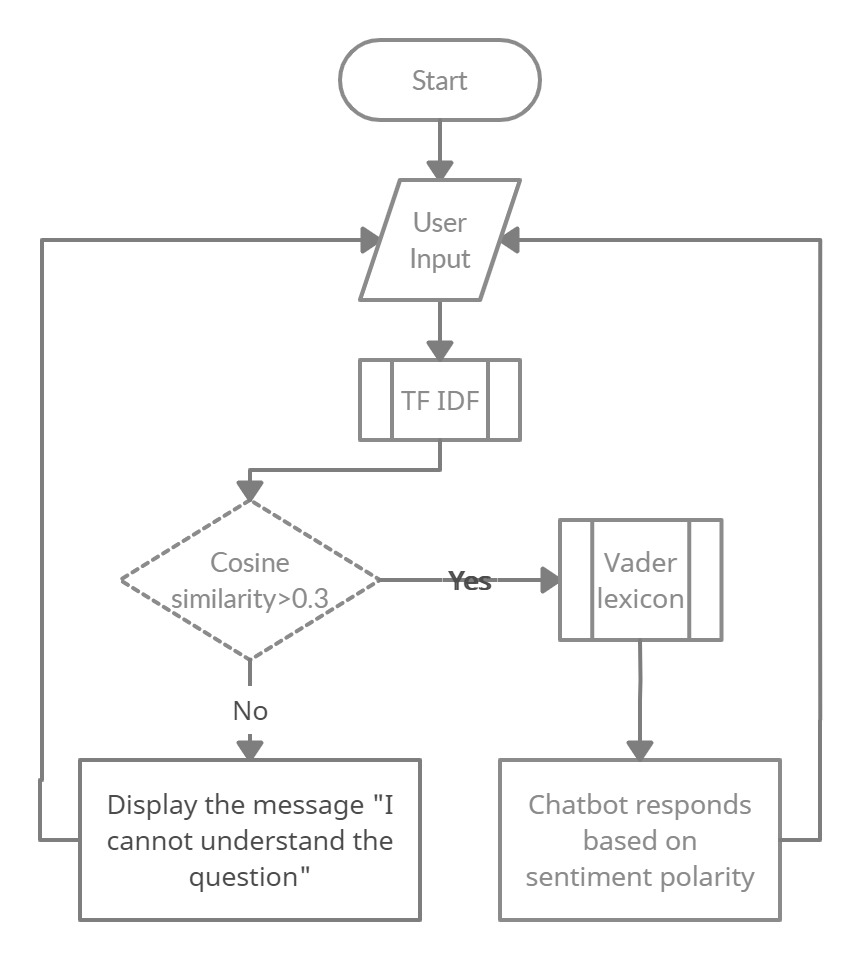 Start
User
Input
TF IDF
Cosine
similarity>0.3
Yes
Vader
lexicon
No
Display the message "I
cannot understand the
question"
Chatbot responds
based on
sentiment polarity